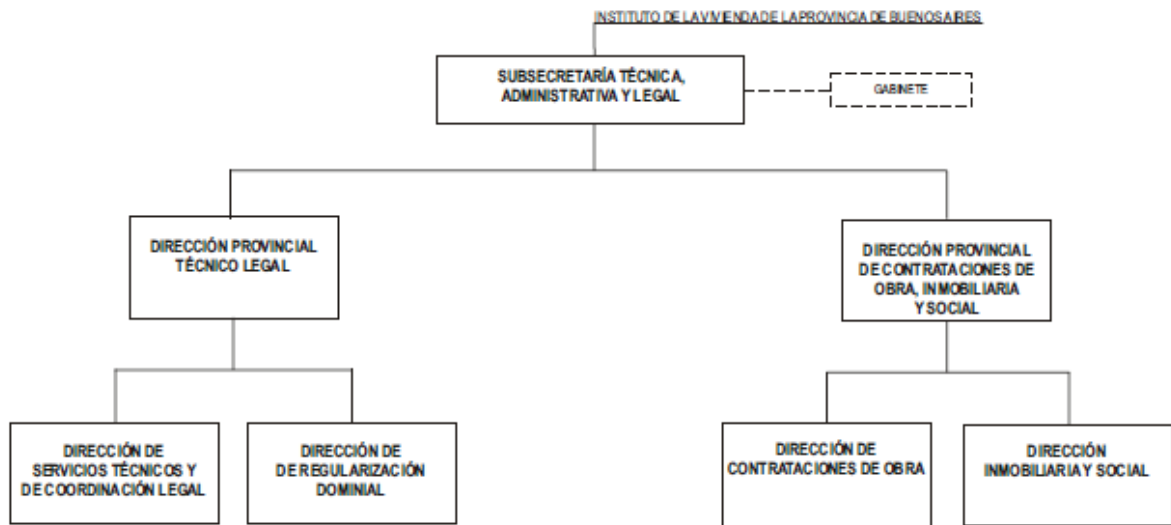 INSTITUTO DE LA VIVIENDA DE LA PROVINCIA DE BUENOS AIRES
SUBSECRETARÍA TÉCNICA,
ADMINISTRATIVA Y LEGAL
GABINETE
DIRECCIÓN PROVINCIAL
TÉCNICO LEGAL
DIRECCIÓN PROVINCIAL
DE CONTRATACIONES DE
OBRA, INMOBILIARIA
Y SOCIAL
DIRECCIÓN DE
SERVICIOS TÉCNICOS Y
DE COORDINACIÓN LEGAL
DIRECCIÓN DE
DE REGULARIZACIÓN
DOMINIAL
DIRECCIÓN DE
CONTRATACIONES DE OBRA
DIRECCIÓN
INMOBILIARIA Y SOCIAL